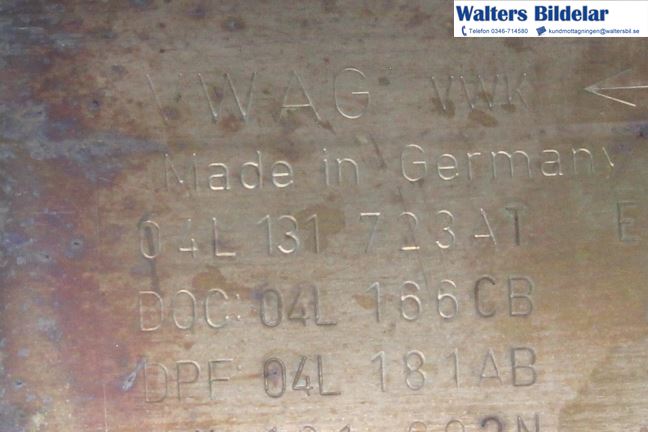 Walters Bildelar
Telefon 0346-714580 kundmottagningen@waltersbil.se
VWAG VWK
Made in Germany
04L 131 723AT E
DOC: 04L 166CB
DPF 04L 181AB